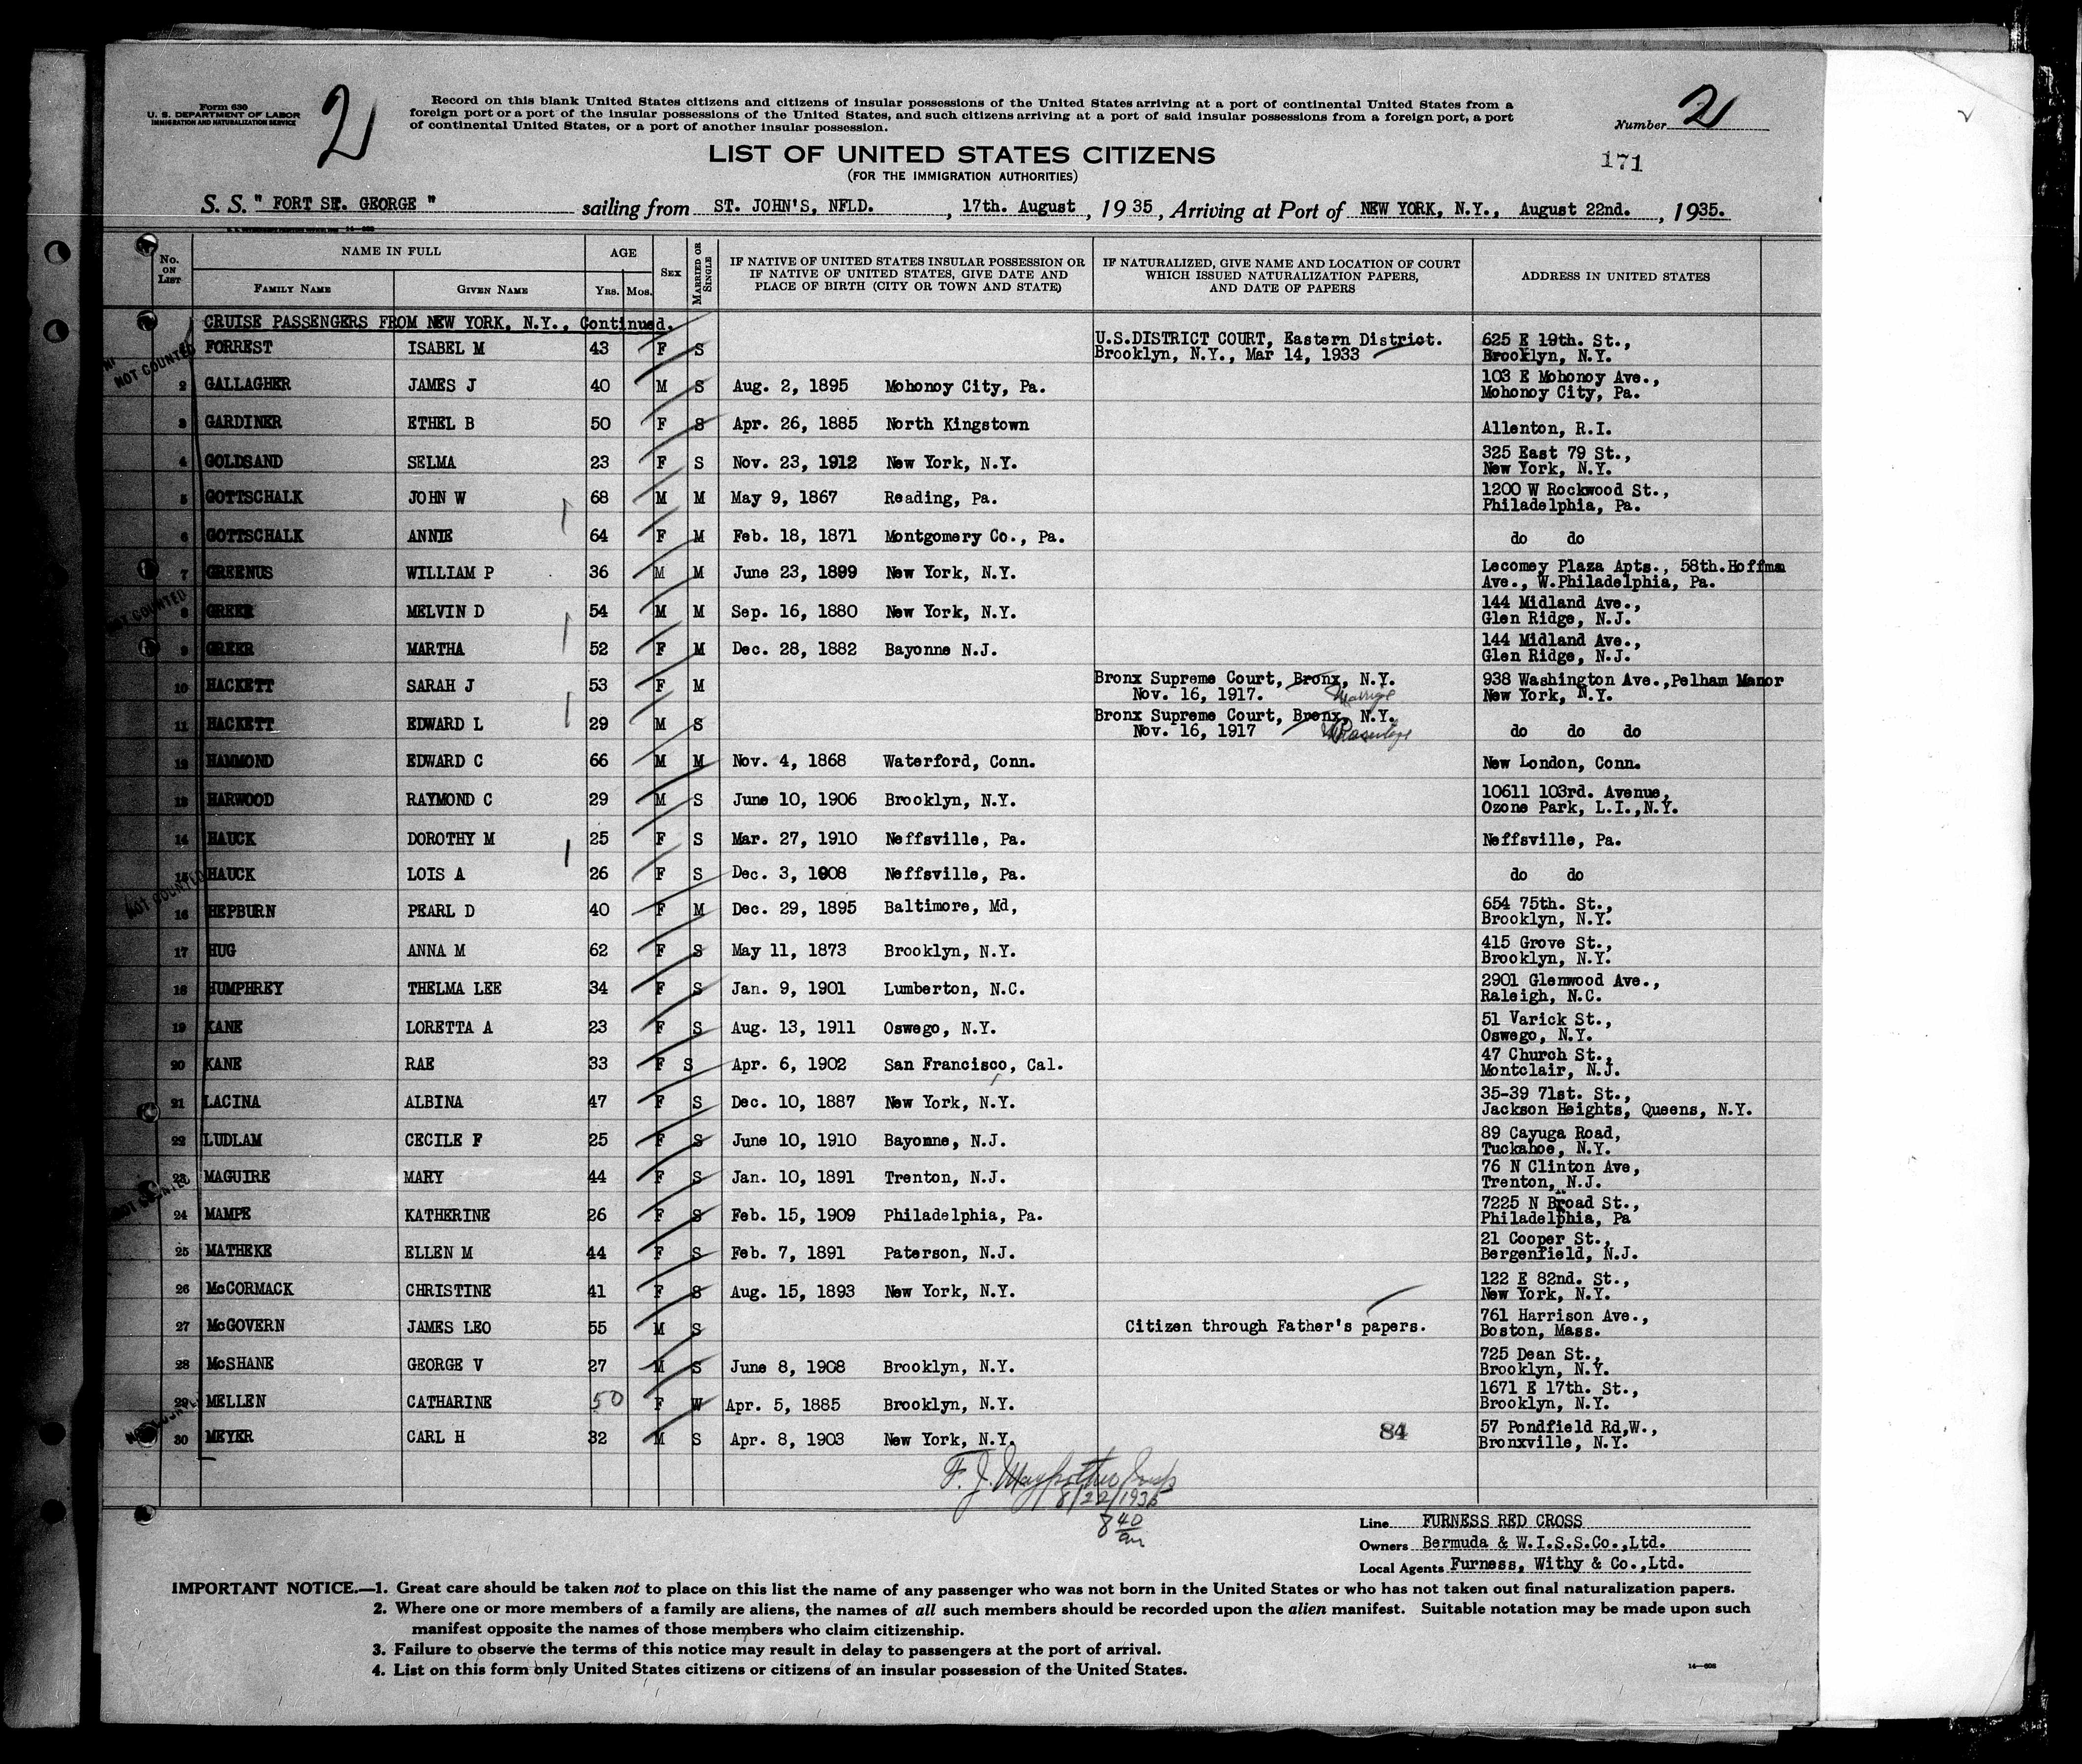 Form 630
U. S. DEPARTMENT OF LABOR
IMMIGRATION AND NATURALIZATION SERVICE
2
Record on this blank United States citizens and citizens of insular possessions of the United States arriving at a port of continental United States from a
foreign port or a port of the insular possessions of the United States, and such citizens arriving at a port of said insular possessions from a foreign port, a port
of continental United States, or a port of another insular possession.
Number 2
171
LIST OF UNITED STATES CITIZENS
(FOR THE IMMIGRATION AUTHORITIES)
S. S. " FORT ST. GEORGE " sailing from ST. JOHN'S, NFLD. , 17th. August , 19 35 , Arriving at Port of NEW YORK, N.Y., August 22nd. , 1935.
No. ON LIST NAME IN FULL FAMILY NAME GIVEN NAME AGE YRS. MOS. SEX MARRIED OR SINGLE IF NATIVE OF UNITED STATES INSULAR POSSESSION OR IF NATIVE OF UNITED STATES, GIVE DATE AND PLACE OF BIRTH (CITY OR TOWN AND STATE) IF NATURALIZED, GIVE NAME AND LOCATION OF COURT WHICH ISSUED NATURALIZATION PAPERS, AND DATE OF PAPERS ADDRESS IN UNITED STATES
CRUISE PASSENGERS FROM NEW YORK, N.Y., Continued.
NOT COUNTED
FORREST ISABEL M 43 F S U.S.DISTRICT COURT, Eastern District. Brooklyn, N.Y., Mar 14, 1933 625 E 19th. St., Brooklyn, N.Y.
2 GALLAGHER JAMES J 40 M S Aug. 2, 1895 Mohonoy City, Pa. 103 E Mohonoy Ave., Mohonoy City, Pa.
3 GARDINER ETHEL B 50 F S Apr. 26, 1885 North Kingstown Allenton, R.I.
4 GOLDSAND SELMA 23 F S Nov. 23, 1912 New York, N.Y. 325 East 79 St., New York, N.Y.
5 GOTTSCHALK JOHN W 68 M M May 9, 1867 Reading, Pa. 1200 W Rockwood St., Philadelphia, Pa.
6 GOTTSCHALK ANNIE 64 F M Feb. 18, 1871 Montgomery Co., Pa. do do
7 GREENUS WILLIAM P 36 M M June 23, 1899 New York, N.Y. Lecomey Plaza Apts., 58th.Hoffma Ave., W.Philadelphia, Pa.
NOT COUNTED
8 GREER MELVIN D 54 M M Sep. 16, 1880 New York, N.Y. 144 Midland Ave., Glen Ridge, N.J.
9 GREER MARTHA 52 F M Dec. 28, 1882 Bayonne N.J. 144 Midland Ave., Glen Ridge, N.J.
10 HACKETT SARAH J 53 F M Bronx Supreme Court, Bronx, N.Y. Nov. 16, 1917. Marriage 938 Washington Ave.,Pelham Manor New York, N.Y.
11 HACKETT EDWARD L 29 M S Bronx Supreme Court, Bronx, N.Y. Nov. 16, 1917 do do do
12 HAMMOND EDWARD C 66 M M Nov. 4, 1868 Waterford, Conn. New London, Conn.
13 HARWOOD RAYMOND C 29 M S June 10, 1906 Brooklyn, N.Y. 10611 103rd. Avenue, Ozone Park, L.I.,N.Y.
14 HAUCK DOROTHY M 25 F S Mar. 27, 1910 Neffsville, Pa. Neffsville, Pa.
15 HAUCK LOIS A 26 F S Dec. 3, 1908 Neffsville, Pa. do do
NOT COUNTED
16 HEPBURN PEARL D 40 F M Dec. 29, 1895 Baltimore, Md, 654 75th. St., Brooklyn, N.Y.
17 HUG ANNA M 62 F S May 11, 1873 Brooklyn, N.Y. 415 Grove St., Brooklyn, N.Y.
18 HUMPHREY THELMA LEE 34 F S Jan. 9, 1901 Lumberton, N.C. 2901 Glenwood Ave., Raleigh, N.C.
19 KANE LORETTA A 23 F S Aug. 13, 1911 Oswego, N.Y. 51 Varick St., Oswego, N.Y.
20 KANE RAE 33 F S Apr. 6, 1902 San Francisco, Cal. 47 Church St., Montclair, N.J.
21 LACINA ALBINA 47 F S Dec. 10, 1887 New York, N.Y. 35-39 71st. St., Jackson Heights, Queens, N.Y.
22 LUDLAM CECILE F 25 F S June 10, 1910 Bayonne, N.J. 89 Cayuga Road, Tuckahoe, N.Y.
23 MAGUIRE MARY 44 F S Jan. 10, 1891 Trenton, N.J. 76 N Clinton Ave, Trenton, N.J.
NOT COUNTED
24 MAMPE KATHERINE 26 F S Feb. 15, 1909 Philadelphia, Pa. 7225 N Broad St., Philadelphia, Pa
25 MATHEKE ELLEN M 44 F S Feb. 7, 1891 Paterson, N.J. 21 Cooper St., Bergenfield, N.J.
26 McCORMACK CHRISTINE 41 F S Aug. 15, 1893 New York, N.Y. 122 E 82nd. St., New York, N.Y.
27 McGOVERN JAMES LEO 55 M S Citizen through Father's papers. 761 Harrison Ave., Boston, Mass.
28 McSHANE GEORGE V 27 M S June 8, 1908 Brooklyn, N.Y. 725 Dean St., Brooklyn, N.Y.
29 MELLEN CATHARINE 50 F W Apr. 5, 1885 Brooklyn, N.Y. 1671 E 17th. St., Brooklyn, N.Y.
30 MEYER CARL H 32 M S Apr. 8, 1903 New York, N.Y. 84 57 Pondfield Rd,W., Bronxville, N.Y.
F. J.
8/22/1935
8 40 am
Line FURNESS RED CROSS
Owners Bermuda & W.I.S.S.Co.,Ltd.
Local Agents Furness, Withy & Co.,Ltd.
IMPORTANT NOTICE.—1. Great care should be taken not to place on this list the name of any passenger who was not born in the United States or who has not taken out final naturalization papers.
2. Where one or more members of a family are aliens, the names of all such members should be recorded upon the alien manifest. Suitable notation may be made upon such
manifest opposite the names of those members who claim citizenship.
3. Failure to observe the terms of this notice may result in delay to passengers at the port of arrival.
4. List on this form only United States citizens or citizens of an insular possession of the United States.
14—608